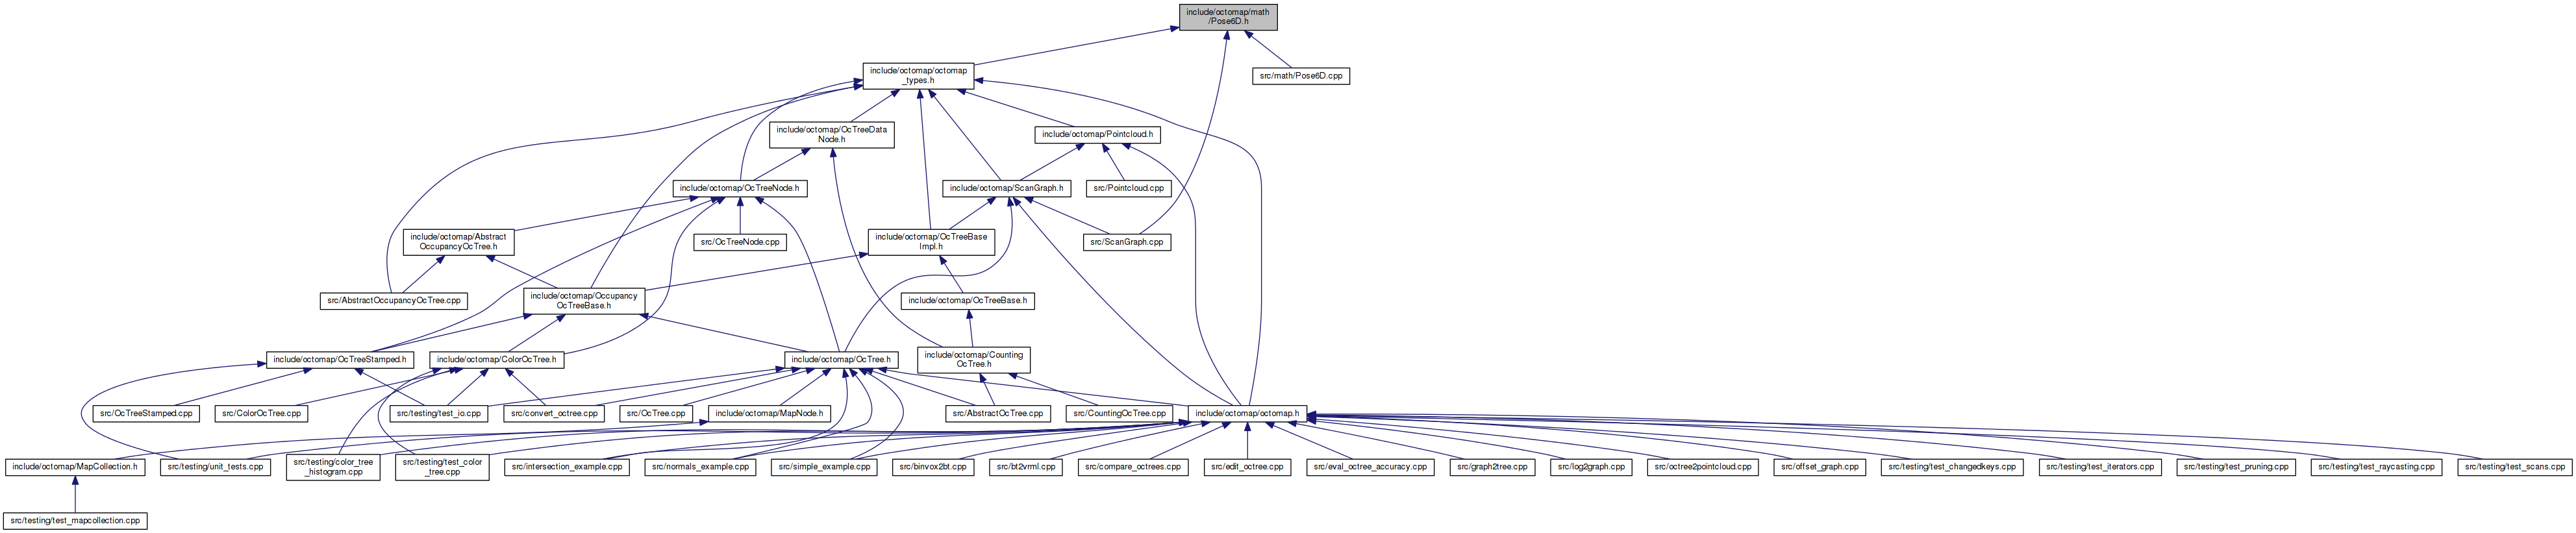 include/octomap/math
/Pose6D.h
include/octomap/octomap
_types.h
src/math/Pose6D.cpp
include/octomap/OcTreeData
Node.h
include/octomap/Pointcloud.h
include/octomap/OcTreeNode.h
include/octomap/ScanGraph.h
src/Pointcloud.cpp
include/octomap/Abstract
OccupancyOcTree.h
src/OcTreeNode.cpp
include/octomap/OcTreeBase
Impl.h
src/ScanGraph.cpp
src/AbstractOccupancyOcTree.cpp
include/octomap/Occupancy
OcTreeBase.h
include/octomap/OcTreeBase.h
include/octomap/OcTreeStamped.h
include/octomap/ColorOcTree.h
include/octomap/OcTree.h
include/octomap/Counting
OcTree.h
src/OcTreeStamped.cpp
src/ColorOcTree.cpp
src/testing/test_io.cpp
src/convert_octree.cpp
src/OcTree.cpp
include/octomap/MapNode.h
src/AbstractOcTree.cpp
src/CountingOcTree.cpp
include/octomap/octomap.h
include/octomap/MapCollection.h
src/testing/unit_tests.cpp
src/testing/color_tree
_histogram.cpp
src/testing/test_color
_tree.cpp
src/intersection_example.cpp
src/normals_example.cpp
src/simple_example.cpp
src/binvox2bt.cpp
src/bt2vrml.cpp
src/compare_octrees.cpp
src/edit_octree.cpp
src/eval_octree_accuracy.cpp
src/graph2tree.cpp
src/log2graph.cpp
src/octree2pointcloud.cpp
src/offset_graph.cpp
src/testing/test_changedkeys.cpp
src/testing/test_iterators.cpp
src/testing/test_pruning.cpp
src/testing/test_raycasting.cpp
src/testing/test_scans.cpp
src/testing/test_mapcollection.cpp